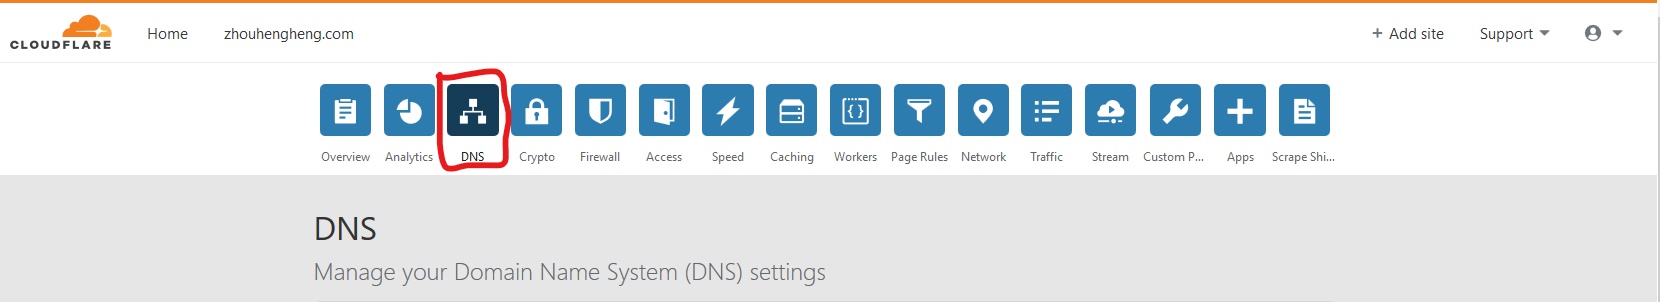 CLOUDFLARE
Home
zhouhengheng.com
+ Add site
Support
Overview
Analytics
DNS
Crypto
Firewall
Access
Speed
Caching
Workers
Page Rules
Network
Traffic
Stream
Custom P...
Apps
Scrape Shi...
DNS
Manage your Domain Name System (DNS) settings